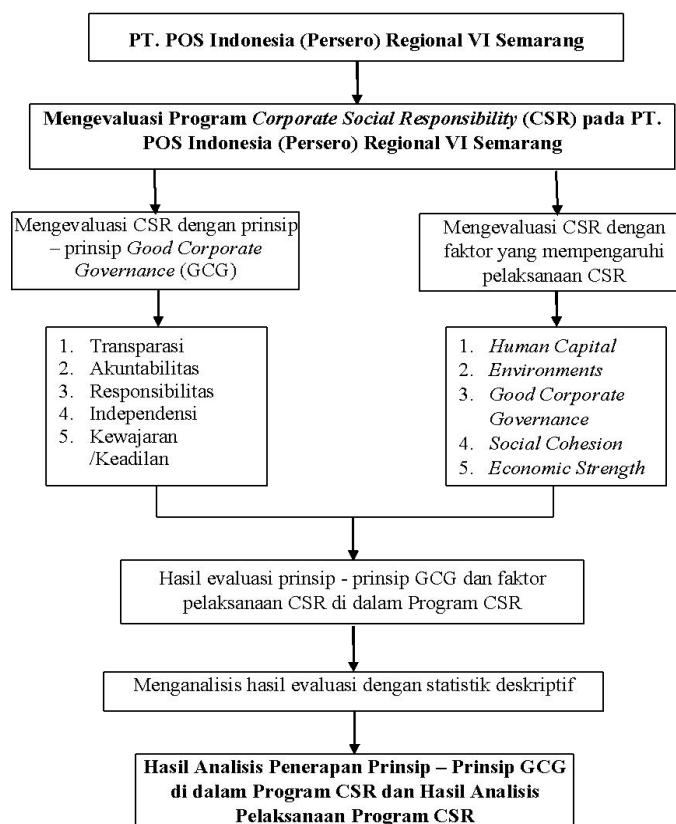 PT. POS Indonesia (Persero) Regional VI Semarang
Mengevaluasi Program Corporate Social Responsibility (CSR) pada PT.
POS Indonesia (Persero) Regional VI Semarang
Mengevaluasi CSR dengan prinsip
– prinsip Good Corporate
Governance (GCG)
Mengevaluasi CSR dengan
faktor yang mempengaruhi
pelaksanaan CSR
1. Transparasi
2. Akuntabilitas
3. Responsibilitas
4. Independensi
5. Kewajaran
/Keadilan
1. Human Capital
2. Environments
3. Good Corporate
Governance
4. Social Cohesion
5. Economic Strength
Hasil evaluasi prinsip - prinsip GCG dan faktor
pelaksanaan CSR di dalam Program CSR
Menganalisis hasil evaluasi dengan statistik deskriptif
Hasil Analisis Penerapan Prinsip – Prinsip GCG
di dalam Program CSR dan Hasil Analisis
Pelaksanaan Program CSR